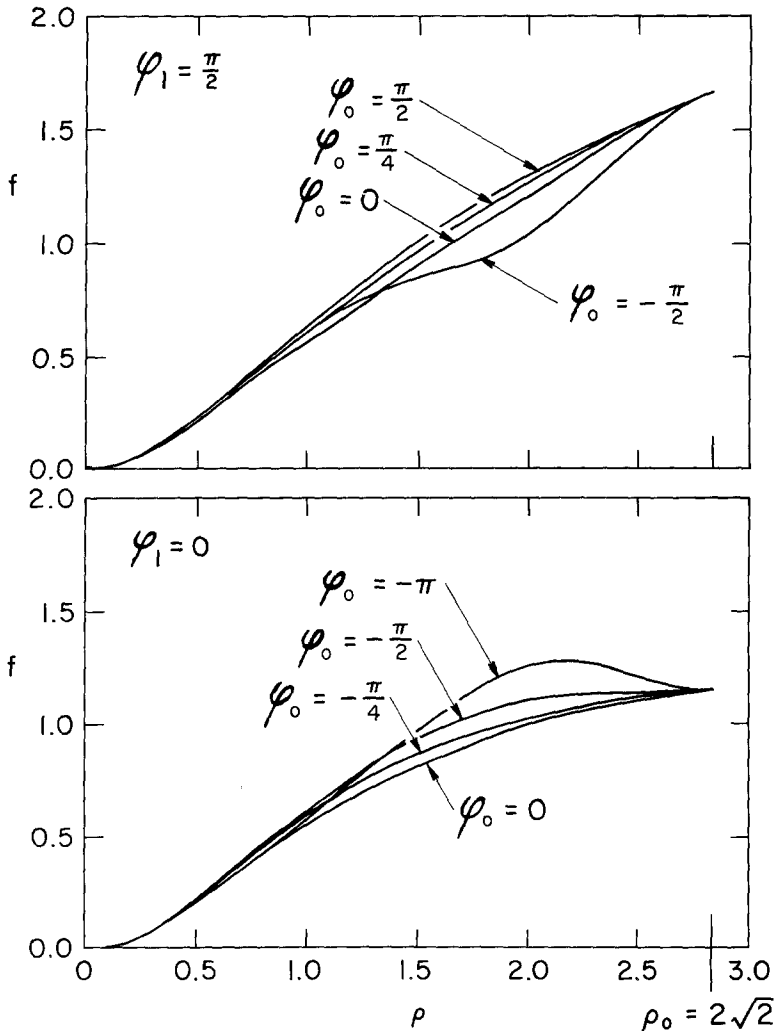 2.0
φ₁ = π/2
φ₀ = π/2
1.5
φ₀ = π/4
f
φ₀ = 0
1.0
φ₀ = - π/2
0.5
0.0
2.0
φ₁ = 0
φ₀ = -π
1.5
φ₀ = - π/2
f
φ₀ = - π/4
1.0
φ₀ = 0
0.5
0.0
0 0.5 1.0 1.5 2.0 2.5 3.0
ρ ρ₀ = 2√2